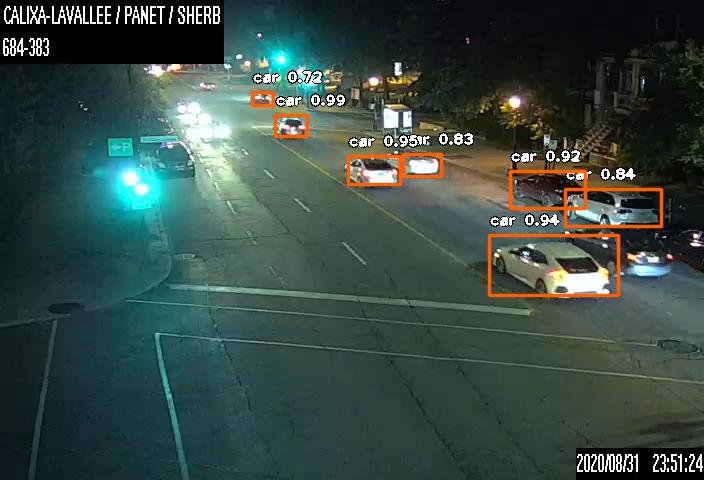 CALIXA-LAVALLEE / PANET / SHERB
684-383
car 0.72
car 0.99
car 0.95
car 0.83
car 0.92
car 0.84
car 0.94
P
2020/08/31 23:51:24